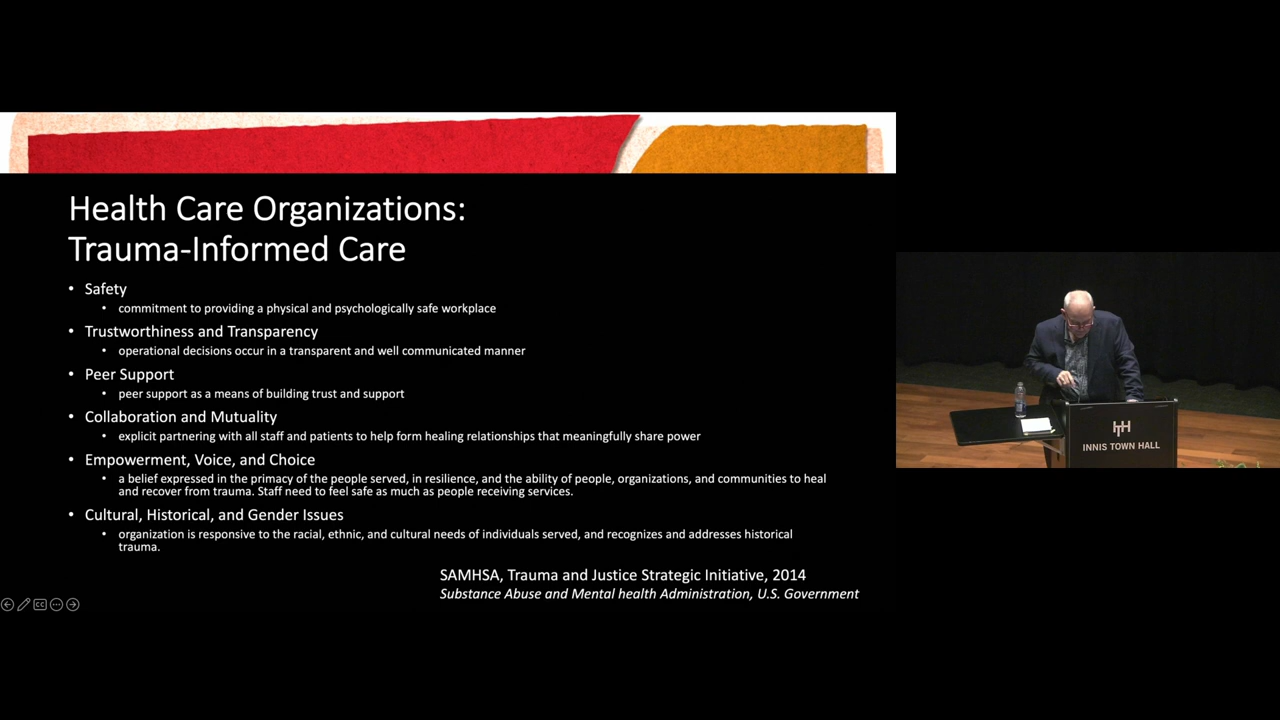 Health Care Organizations:
Trauma-Informed Care
• Safety
• commitment to providing a physical and psychologically safe workplace
• Trustworthiness and Transparency
• operational decisions occur in a transparent and well communicated manner
• Peer Support
• peer support as a means of building trust and support
• Collaboration and Mutuality
• explicit partnering with all staff and patients to help form healing relationships that meaningfully share power
• Empowerment, Voice, and Choice
• a belief expressed in the primacy of the people served, in resilience, and the ability of people, organizations, and communities to heal
and recover from trauma. Staff need to feel safe as much as people receiving services.
• Cultural, Historical, and Gender Issues
• organization is responsive to the racial, ethnic, and cultural needs of individuals served, and recognizes and addresses historical
trauma.
SAMHSA, Trauma and Justice Strategic Initiative, 2014
Substance Abuse and Mental health Administration, U.S. Government
CC
INNIS TOWN HALL